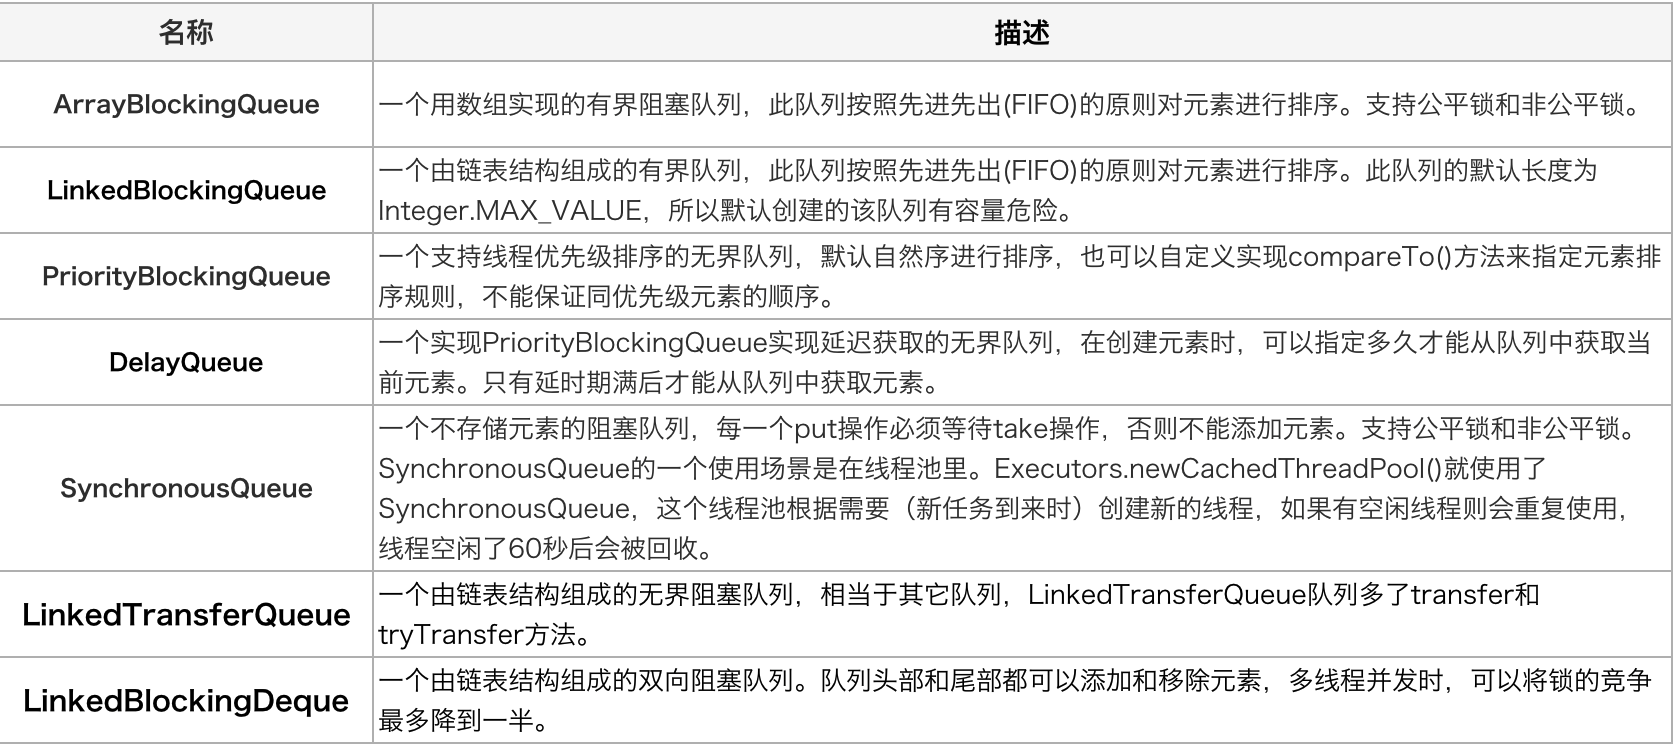 名称
描述
ArrayBlockingQueue
一个用数组实现的有界阻塞队列，此队列按照先进先出(FIFO)的原则对元素进行排序。支持公平锁和非公平锁。
LinkedBlockingQueue
一个由链表结构组成的有界队列，此队列按照先进先出(FIFO)的原则对元素进行排序。此队列的默认长度为
Integer.MAX_VALUE，所以默认创建的该队列有容量危险。
PriorityBlockingQueue
一个支持线程优先级排序的无界队列，默认自然序进行排序，也可以自定义实现compareTo()方法来指定元素排
序规则，不能保证同优先级元素的顺序。
DelayQueue
一个实现PriorityBlockingQueue实现延迟获取的无界队列，在创建元素时，可以指定多久才能从队列中获取当
前元素。只有延时期满后才能从队列中获取元素。
SynchronousQueue
一个不存储元素的阻塞队列，每一个put操作必须等待take操作，否则不能添加元素。支持公平锁和非公平锁。
SynchronousQueue的一个使用场景是在线程池里。Executors.newCachedThreadPool()就使用了
SynchronousQueue，这个线程池根据需要（新任务到来时）创建新的线程，如果有空闲线程则会重复使用，
线程空闲了60秒后会被回收。
LinkedTransferQueue
一个由链表结构组成的无界阻塞队列，相当于其它队列，LinkedTransferQueue队列多了transfer和
tryTransfer方法。
LinkedBlockingDeque
一个由链表结构组成的双向阻塞队列。队列头部和尾部都可以添加和移除元素，多线程并发时，可以将锁的竞争
最多降到一半。